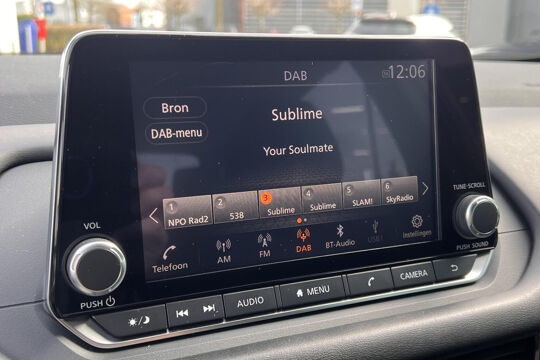 DAB
12:06
Bron
DAB-menu
Sublime
Your Soulmate
1 2 3 4 5 6
NPO Rad2 538 Sublime Sublime SLAM! SkyRadio
Telefoon AM FM DAB BT-Audio USB1 Instellingen
VOL
PUSH
TUNE·SCROLL
PUSH SOUND
AUDIO MENU CAMERA